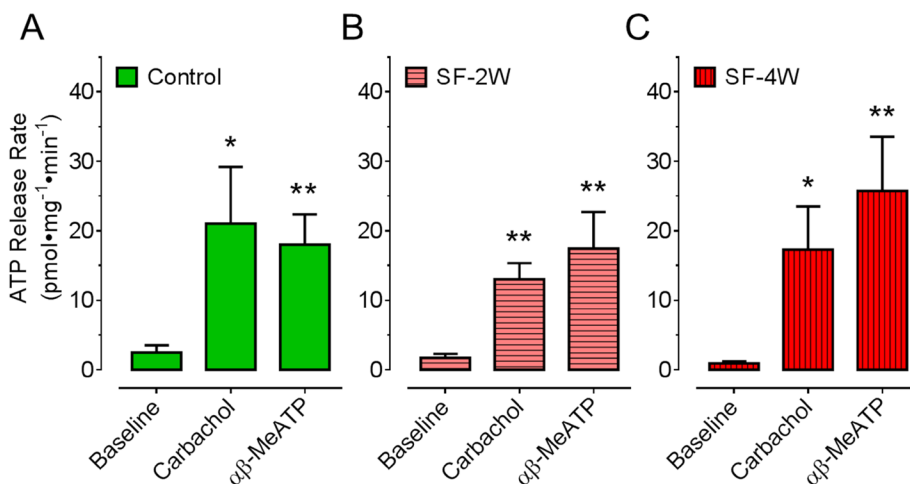 A
B
C
Control
SF-2W
SF-4W
ATP Release Rate
(pmol•mg⁻¹•min⁻¹)
40
30
20
10
0
*
**
Baseline
Carbachol
αβ-MeATP
40
30
20
10
0
**
**
Baseline
Carbachol
αβ-MeATP
40
30
20
10
0
*
**
Baseline
Carbachol
αβ-MeATP